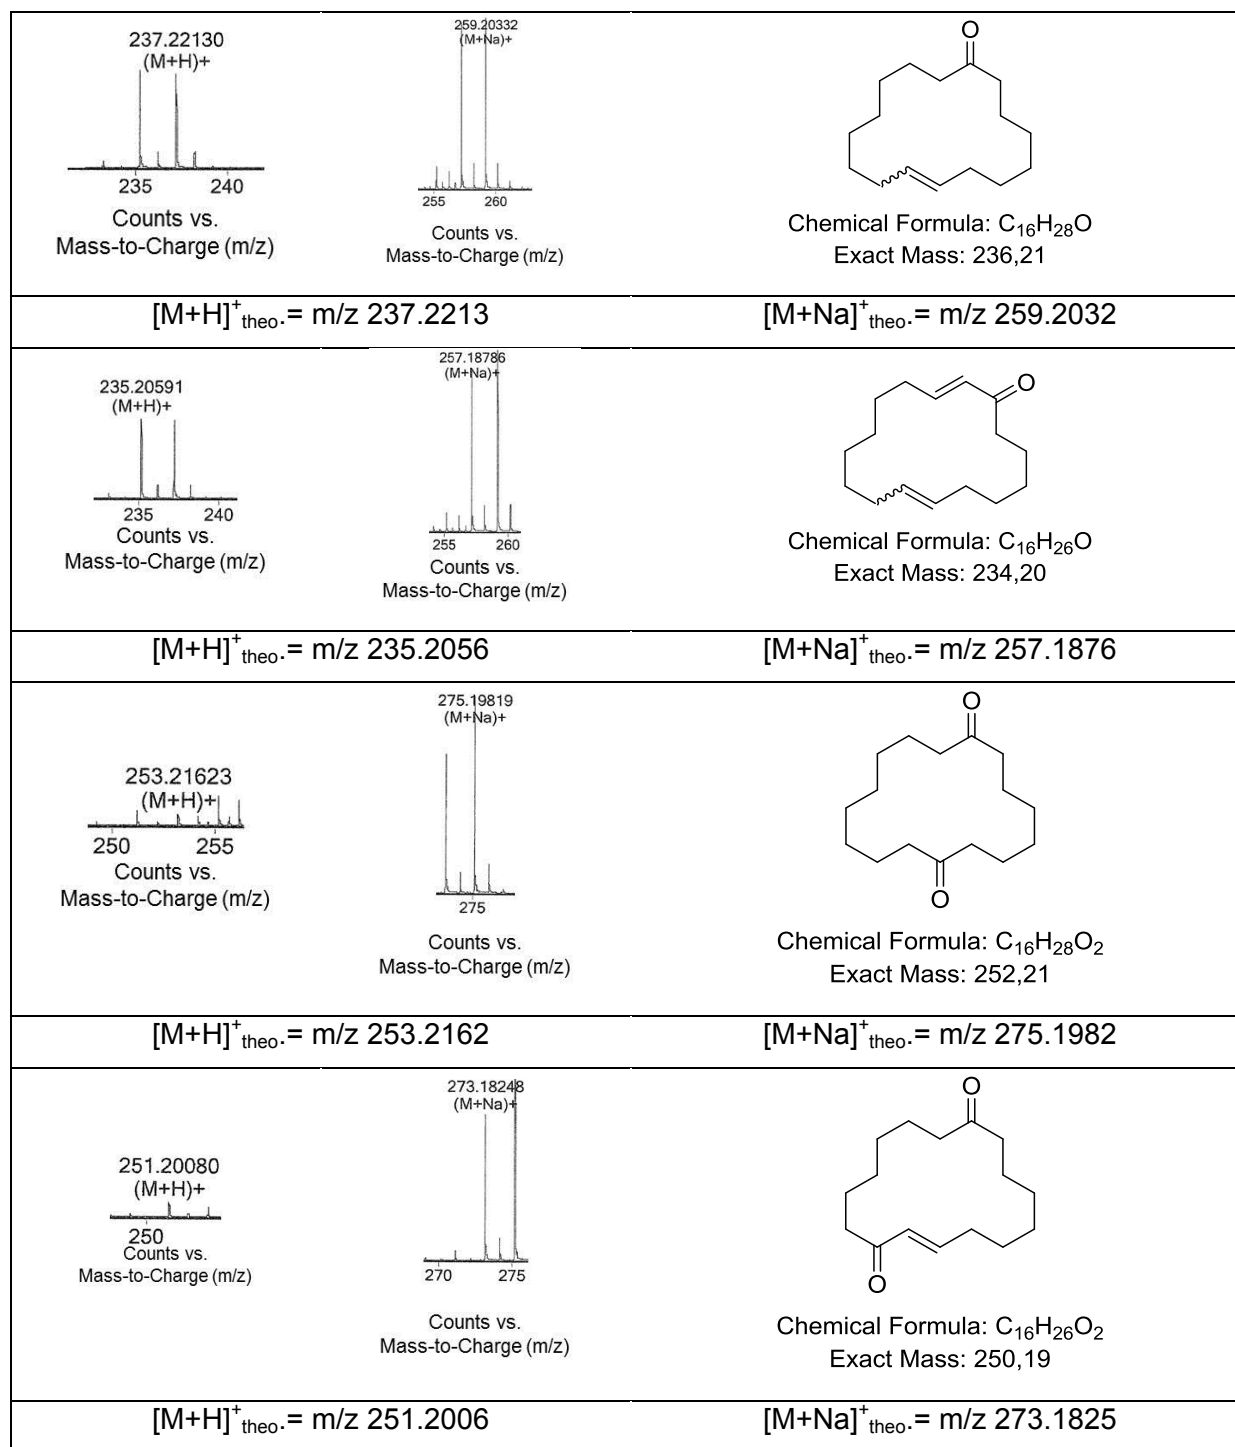 237.22130
(M+H)+
235 240
Counts vs.
Mass-to-Charge (m/z)
259.20332
(M+Na)+
255 260
Counts vs.
Mass-to-Charge (m/z)
O
Chemical Formula: C₁₆H₂₈O
Exact Mass: 236,21
[M+H]⁺theo.= m/z 237.2213
[M+Na]⁺theo.= m/z 259.2032
235.20591
(M+H)+
235 240
Counts vs.
Mass-to-Charge (m/z)
257.18786
(M+Na)+
255 260
Counts vs.
Mass-to-Charge (m/z)
O
Chemical Formula: C₁₆H₂₆O
Exact Mass: 234,20
[M+H]⁺theo.= m/z 235.2056
[M+Na]⁺theo.= m/z 257.1876
253.21623
(M+H)+
250 255
Counts vs.
Mass-to-Charge (m/z)
275.19819
(M+Na)+
275
Counts vs.
Mass-to-Charge (m/z)
O
O
Chemical Formula: C₁₆H₂₈O₂
Exact Mass: 252,21
[M+H]⁺theo.= m/z 253.2162
[M+Na]⁺theo.= m/z 275.1982
251.20080
(M+H)+
250
Counts vs.
Mass-to-Charge (m/z)
273.18248
(M+Na)+
270 275
Counts vs.
Mass-to-Charge (m/z)
O
O
Chemical Formula: C₁₆H₂₆O₂
Exact Mass: 250,19
[M+H]⁺theo.= m/z 251.2006
[M+Na]⁺theo.= m/z 273.1825